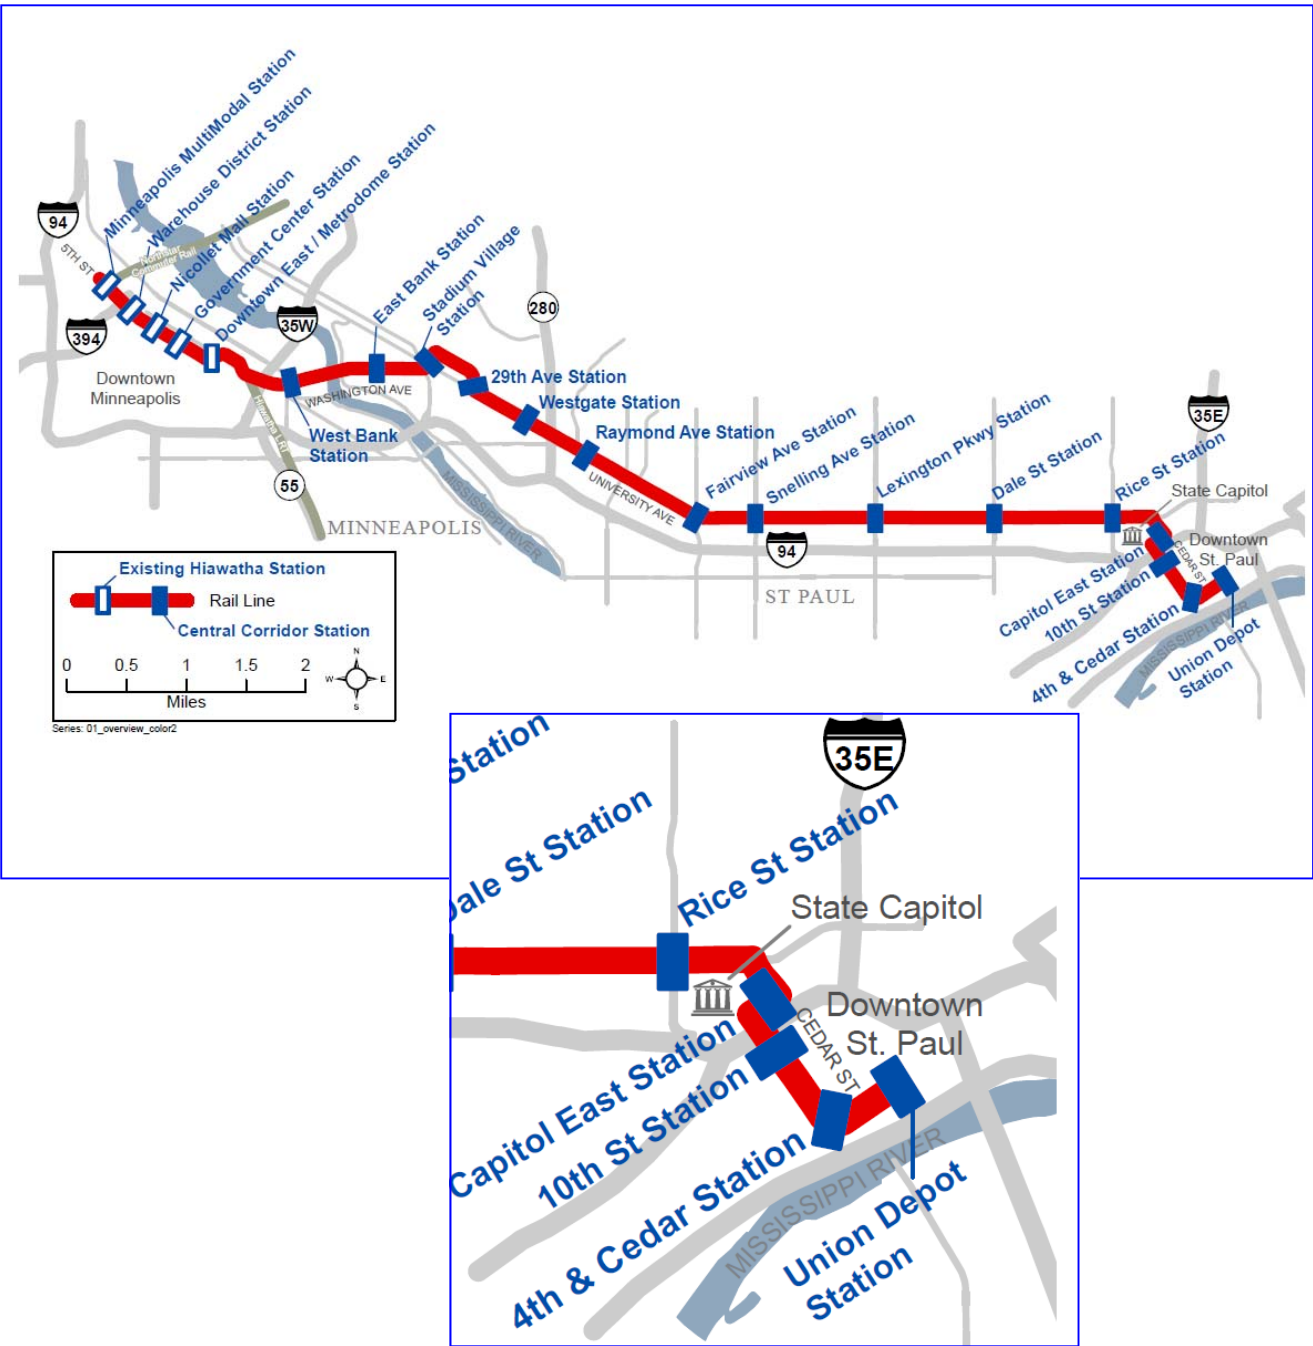 Minneapolis MultiModal Station
Warehouse District Station
Nicollet Mall Station
Government Center Station
Downtown East / Metrodome Station
East Bank Station
Stadium Village
Station
94
5TH ST
Northstar
Commuter Rail
394
35W
280
Downtown
Minneapolis
WASHINGTON AVE
Hiawatha LRT
West Bank
Station
55
29th Ave Station
Westgate Station
Raymond Ave Station
UNIVERSITY AVE
MINNEAPOLIS
MISSISSIPPI RIVER
Fairview Ave Station
Snelling Ave Station
Lexington Pkwy Station
Dale St Station
Rice St Station
35E
State Capitol
94
ST PAUL
CEDAR ST
Downtown
St. Paul
Capitol East Station
10th St Station
4th & Cedar Station
MISSISSIPPI RIVER
Union Depot
Station
Existing Hiawatha Station
Rail Line
Central Corridor Station
0 0.5 1 1.5 2
Miles
N
W E
S
Series: 01_overview_color2
Station
Dale St Station
Rice St Station
35E
State Capitol
CEDAR ST
Downtown
St. Paul
Capitol East Station
10th St Station
4th & Cedar Station
MISSISSIPPI RIVER
Union Depot
Station